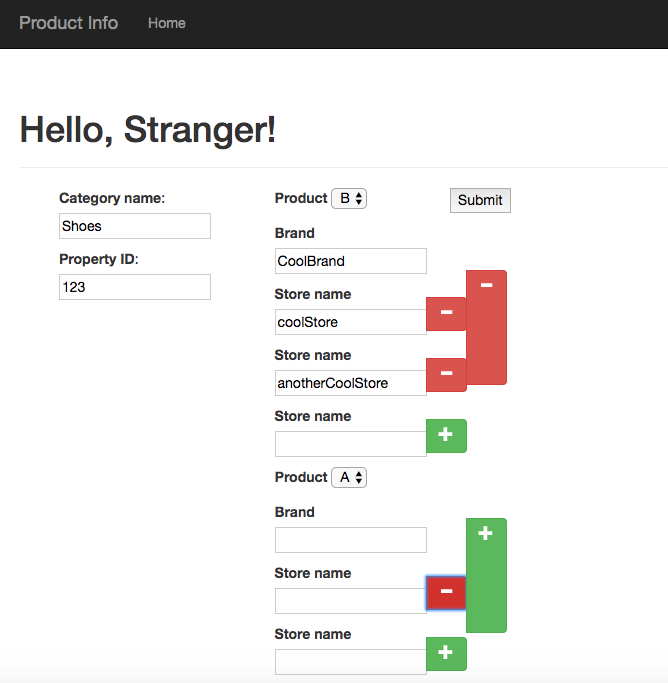 Product Info Home
Hello, Stranger!
Category name:
Shoes
Property ID:
123
Product B
Submit
Brand
CoolBrand
Store name
coolStore
Store name
anotherCoolStore
Store name
Product A
Brand
Store name
Store name